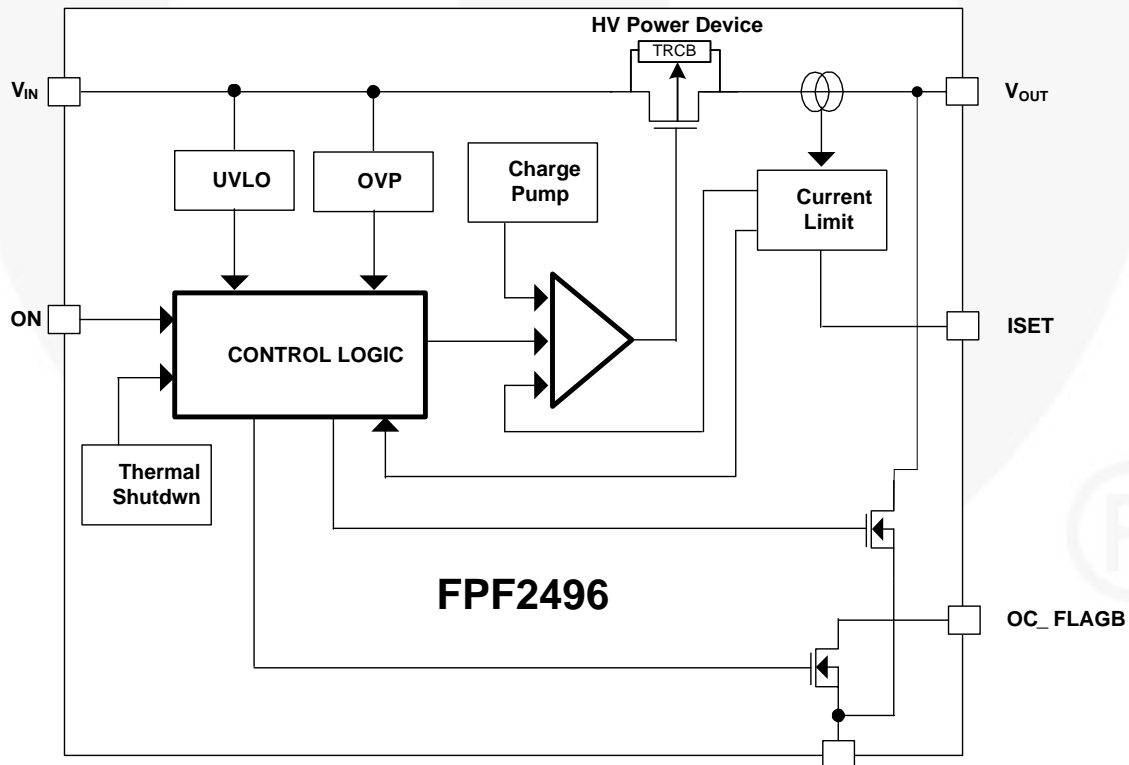 HV Power Device
TRCB
VIN
VOUT
UVLO
OVP
Charge
Pump
Current
Limit
ON
ISET
CONTROL LOGIC
Thermal
Shutdwn
FPF2496
OC_ FLAGB